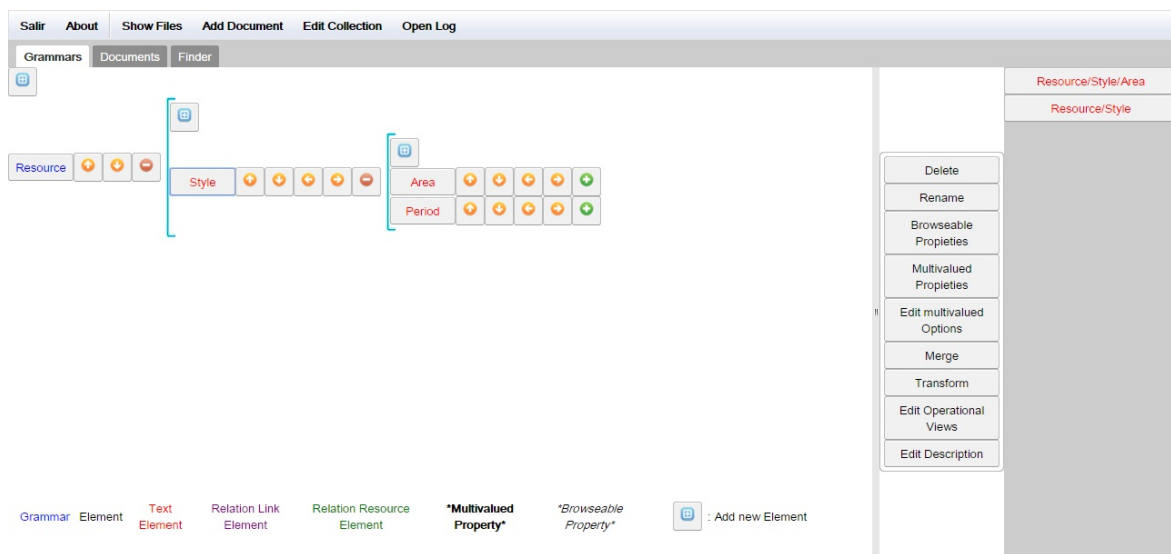 Salir About Show Files Add Document Edit Collection Open Log
Grammars Documents Finder
Resource/Style/Area
Resource/Style
Resource
Style
Area
Period
Delete
Rename
Browseable
Propieties
Multivalued
Propieties
Edit multivalued
Options
Merge
Transform
Edit Operational
Views
Edit Description
Grammar Element
Text
Element
Relation Link
Element
Relation Resource
Element
*Multivalued
Property*
*Browseable
Property*
: Add new Element